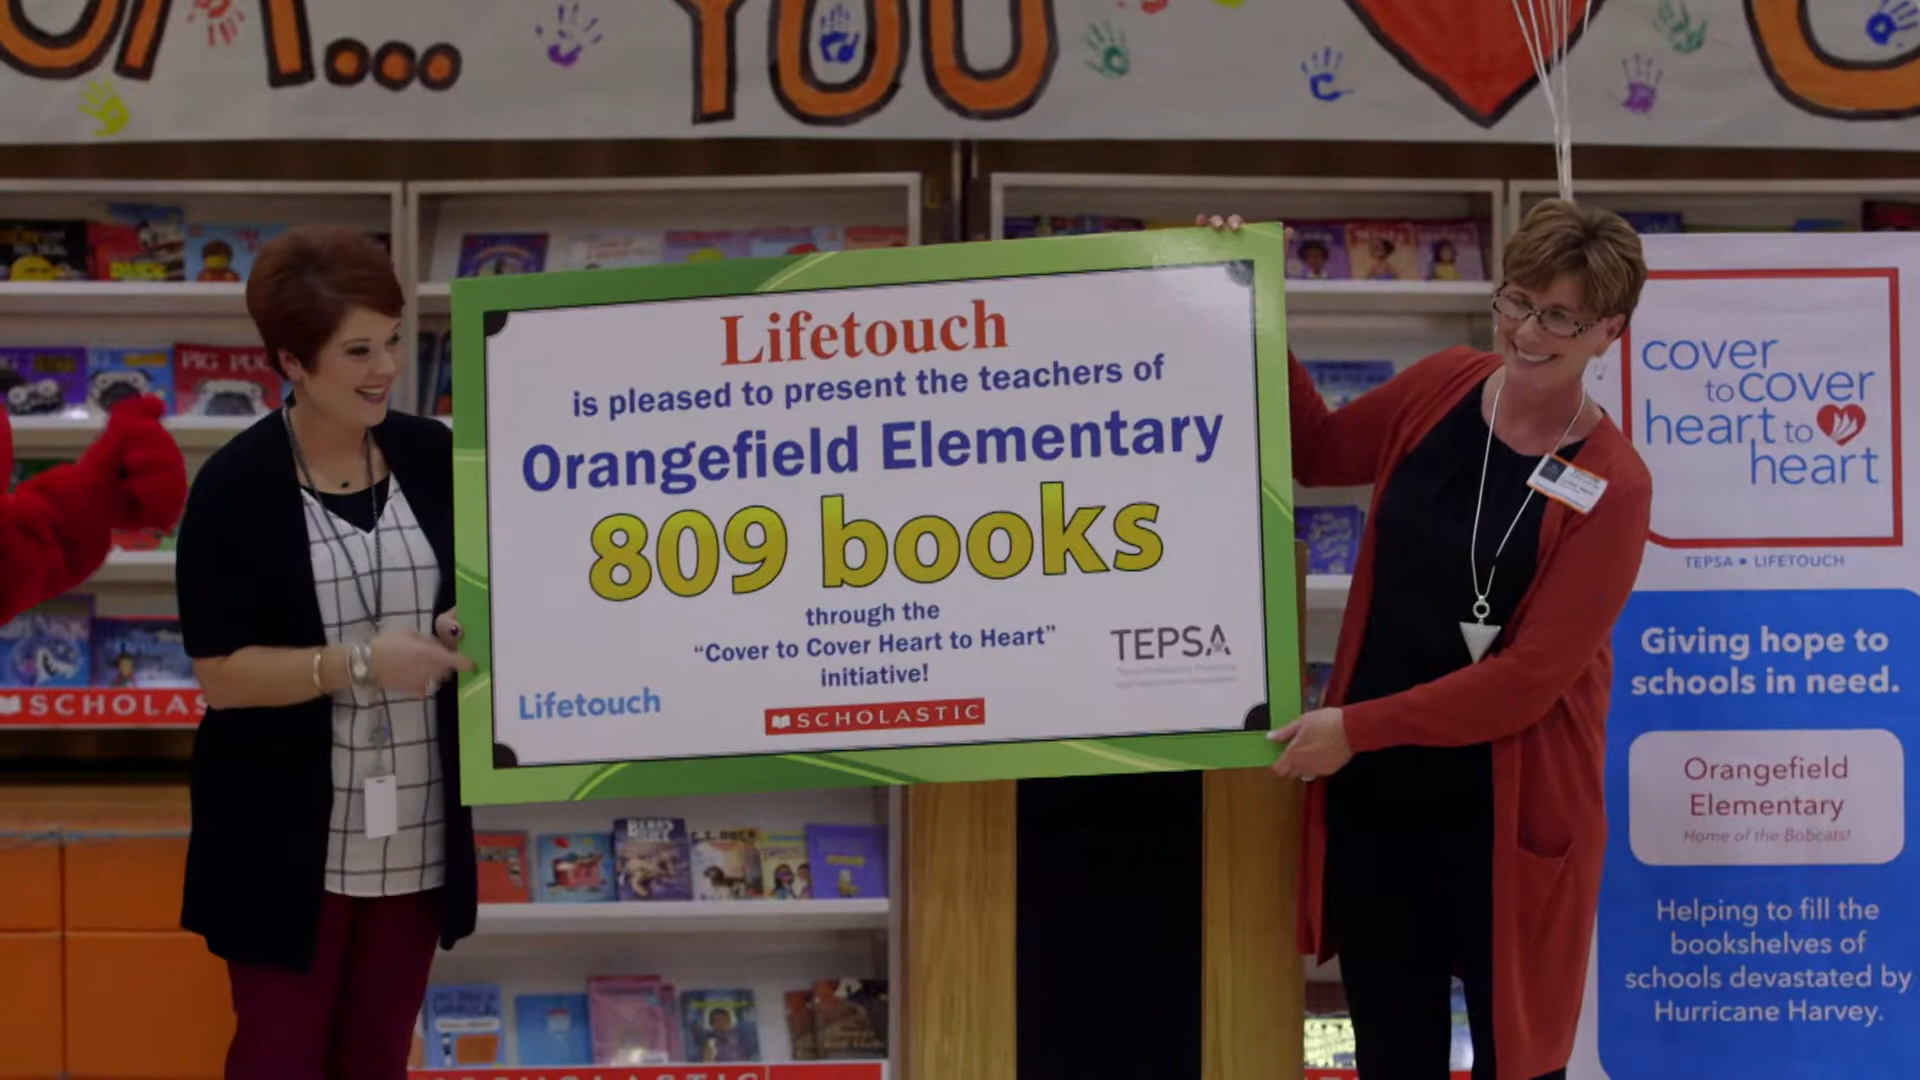 YOU
Lifetouch
is pleased to present the teachers of
Orangefield Elementary
809 books
through the
“Cover to Cover Heart to Heart”
initiative!
Lifetouch
SCHOLASTIC
TEPSA
cover
to cover
heart to
heart
TEPSA ■ LIFETOUCH
Giving hope to
schools in need.
Orangefield
Elementary
Home of the Bobcats!
Helping to fill the
bookshelves of
schools devastated by
Hurricane Harvey.
PIG
SCHOLAS
SCHOLASTIC